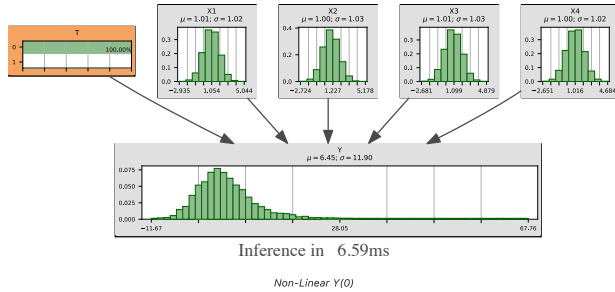 T
0
100.00%
1
X1
μ = 1.01; σ = 1.02
0.3
0.2
0.1
0.0
−2.935
1.054
5.044
X2
μ = 1.00; σ = 1.03
0.4
0.2
0.0
−2.724
1.227
5.178
X3
μ = 1.01; σ = 1.03
0.3
0.2
0.1
0.0
−2.681
1.099
4.879
X4
μ = 1.00; σ = 1.02
0.3
0.2
0.1
0.0
−2.651
1.016
4.684
Y
μ = 6.45; σ = 11.90
0.075
0.050
0.025
0.000
−11.67
28.05
67.76
Inference in 6.59ms
Non-Linear Y(0)